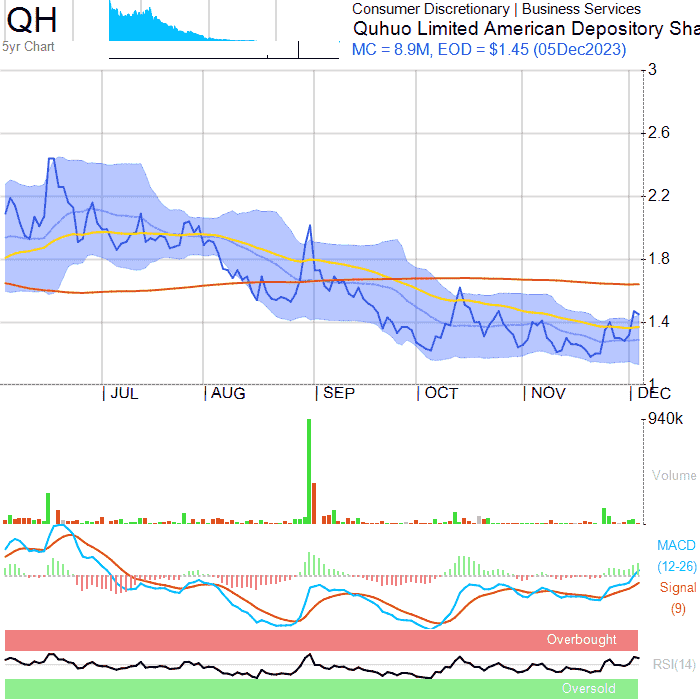 QH
5yr Chart
Consumer Discretionary | Business Services
Quhuo Limited American Depository Sha
MC = 8.9M, EOD = $1.45 (05Dec2023)
3
2.6
2.2
1.8
1.4
1
JUL AUG SEP OCT NOV DEC
940k
Volume
MACD
(12-26)
Signal
(9)
Overbought
RSI(14)
Oversold